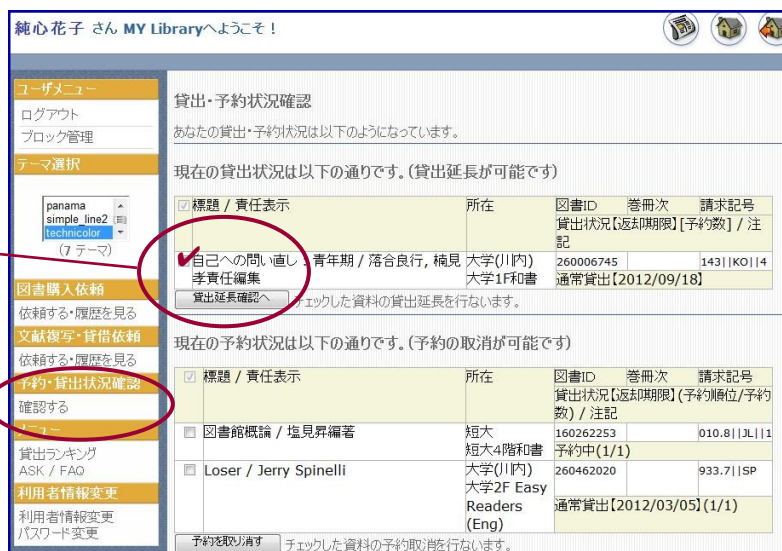 純心花子 さん MY Libraryへようこそ！
ユーザメニュー
ログアウト
ブロック管理
テーマ選択
panama
simple_line2
technicolor
(7 テーマ)
図書購入依頼
依頼する・履歴を見る
文献複写・貸借依頼
依頼する・履歴を見る
予約・貸出状況確認
確認する
メニュー
貸出ランキング
ASK / FAQ
利用者情報変更
利用者情報変更
パスワード変更
貸出・予約状況確認
あなたの貸出・予約状況は以下のようになっています。
現在の貸出状況は以下の通りです。(貸出延長が可能です)
標題 / 責任表示 所在 図書ID 巻冊次 請求記号
貸出状況【返却期限】[予約数] / 注
記
自己への問い直し : 青年期 / 落合良行, 楠見 大学(川内) 260006745 143||KO||4
孝責任編集 大学1F和書 通常貸出【2012/09/18】
貸出延長確認へ チェックした資料の貸出延長を行ないます。
現在の予約状況は以下の通りです。(予約の取消が可能です)
標題 / 責任表示 所在 図書ID 巻冊次 請求記号
貸出状況【返却期限】(予約順位/予約
数) / 注記
図書館概論 / 塩見昇編著 短大 160262253 010.8||JL||1
短大4階和書 予約中(1/1)
Loser / Jerry Spinelli 大学(川内) 260462020 933.7||SP
大学2F Easy
Readers 通常貸出【2012/03/05】(1/1)
(Eng)
予約を取り消す チェックした資料の予約取消を行ないます。